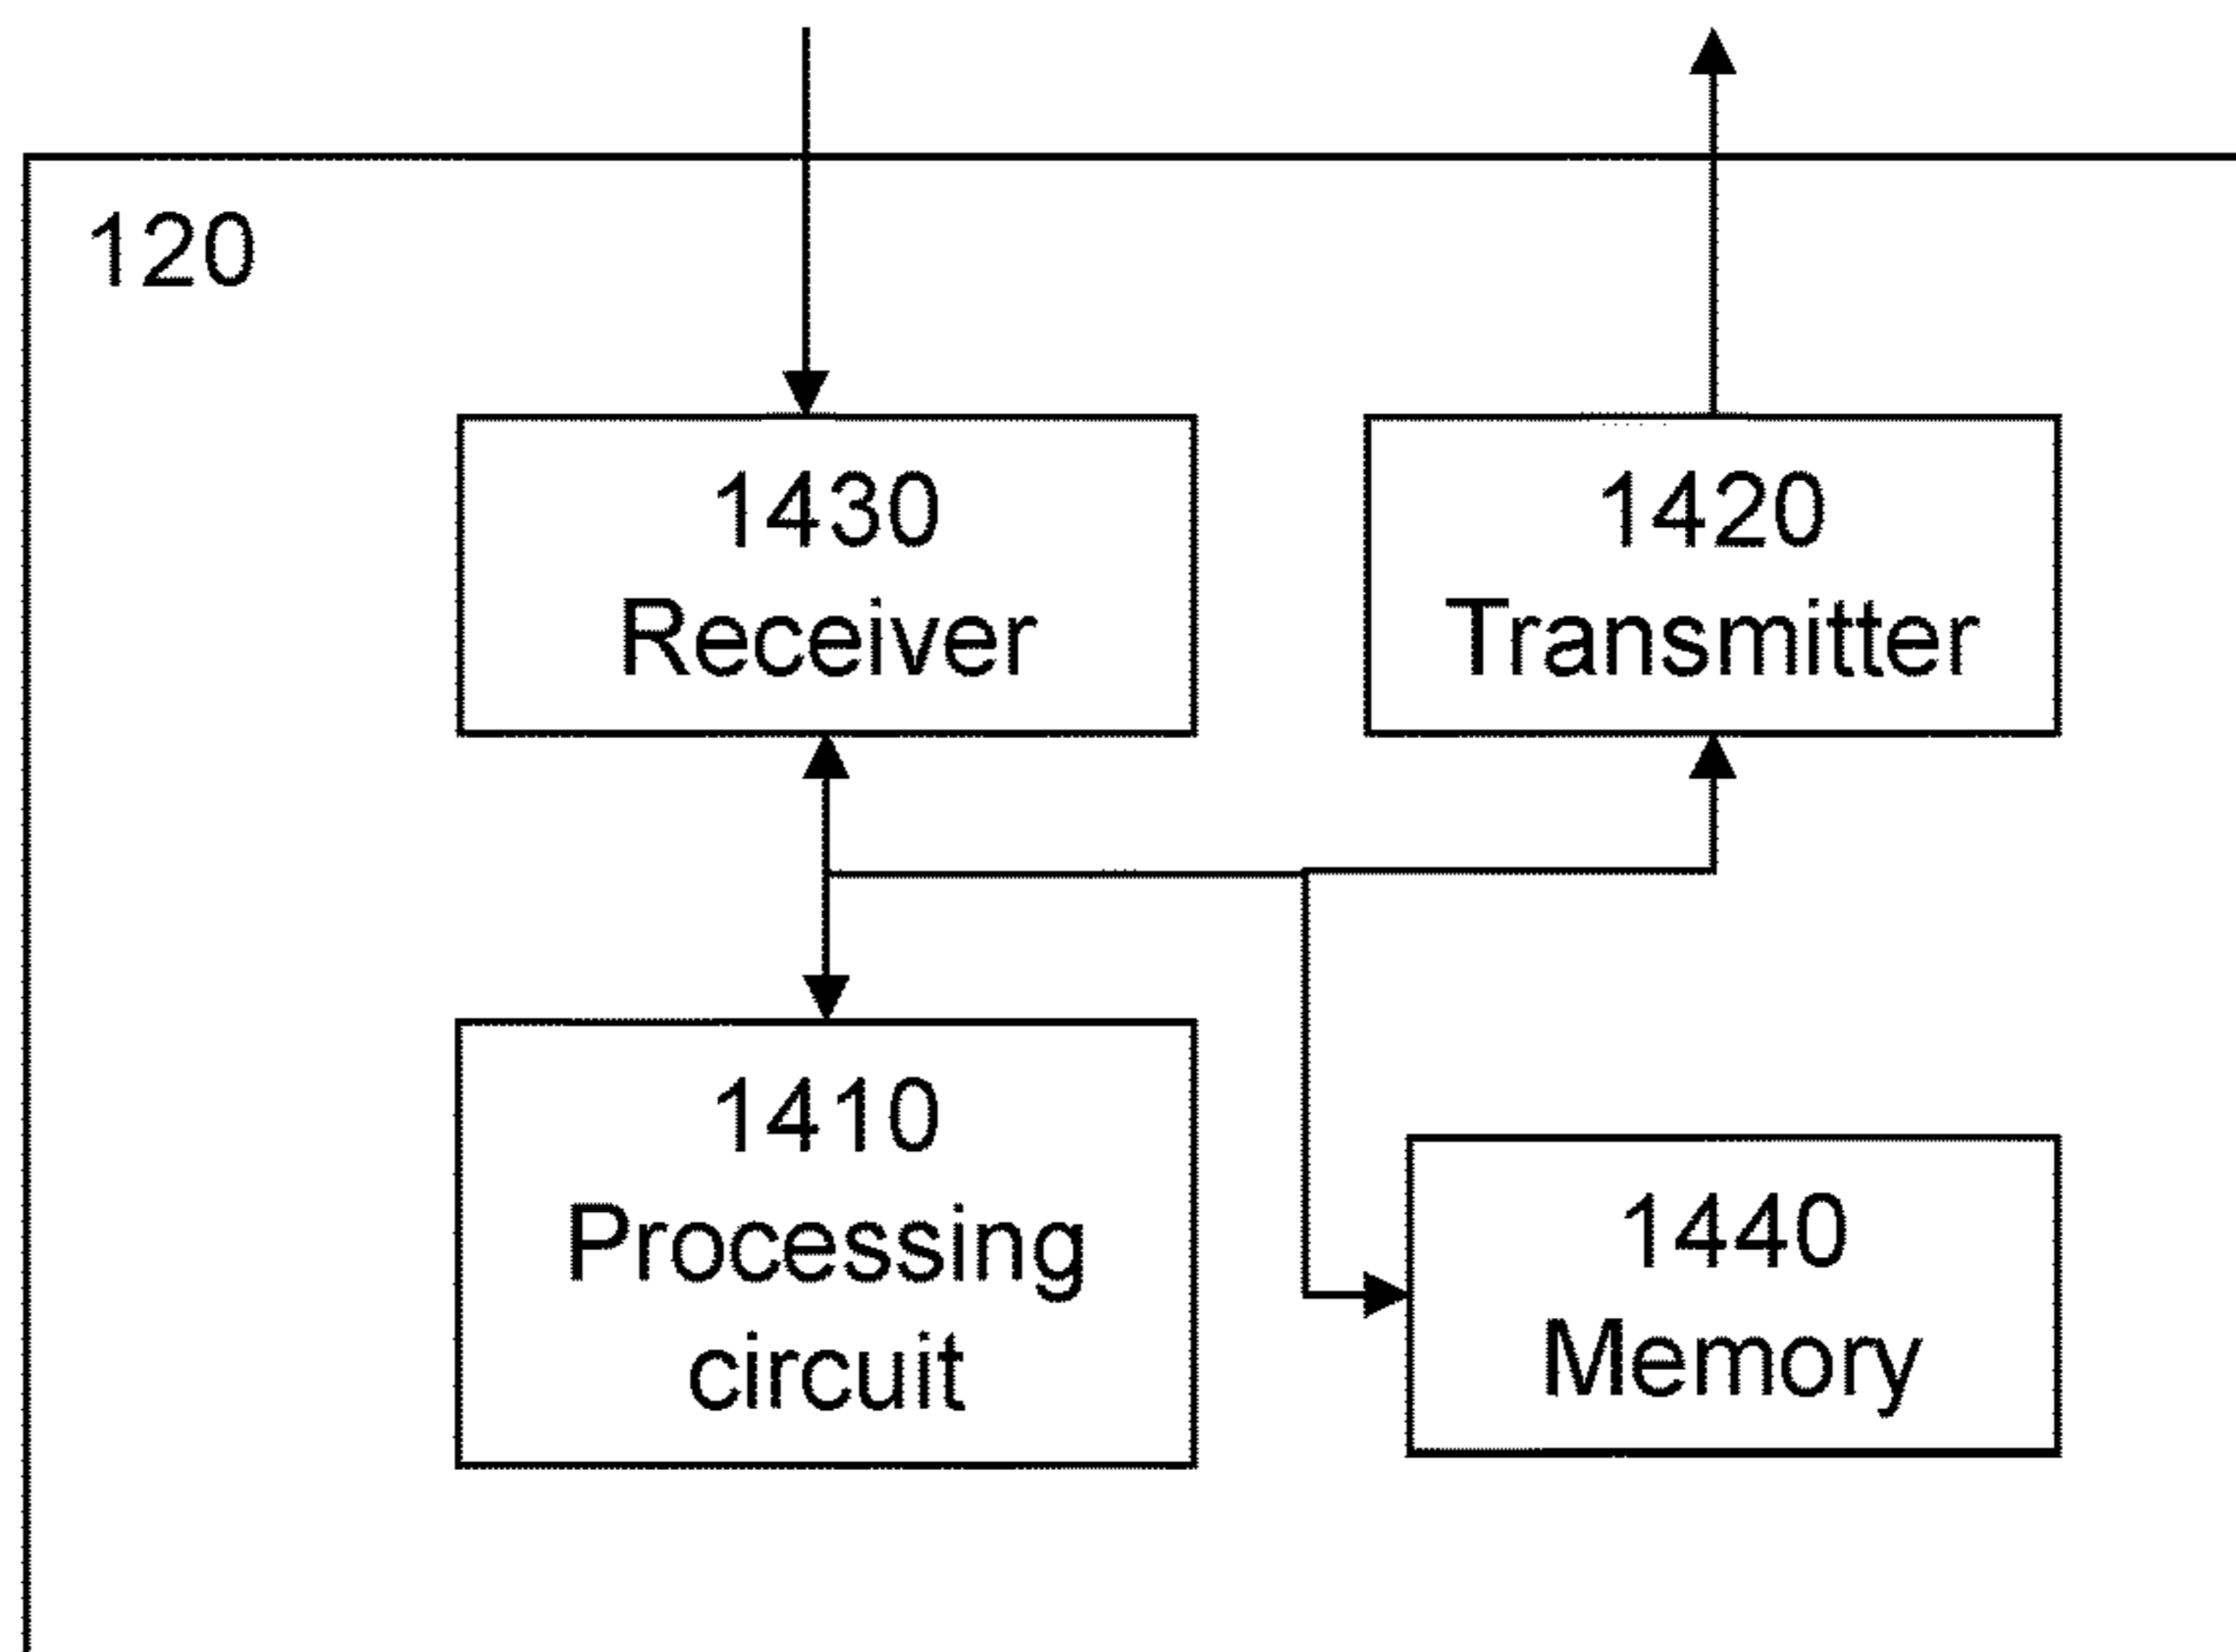 120
1430
Receiver
1420
Transmitter
1410
Processing
circuit
1440
Memory